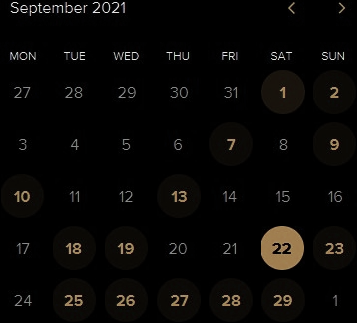 September 2021
MON TUE WED THU FRI SAT SUN
27 28 29 30 31 1 2
3 4 5 6 7 8 9
10 11 12 13 14 15 16
17 18 19 20 21 22 23
24 25 26 27 28 29 1